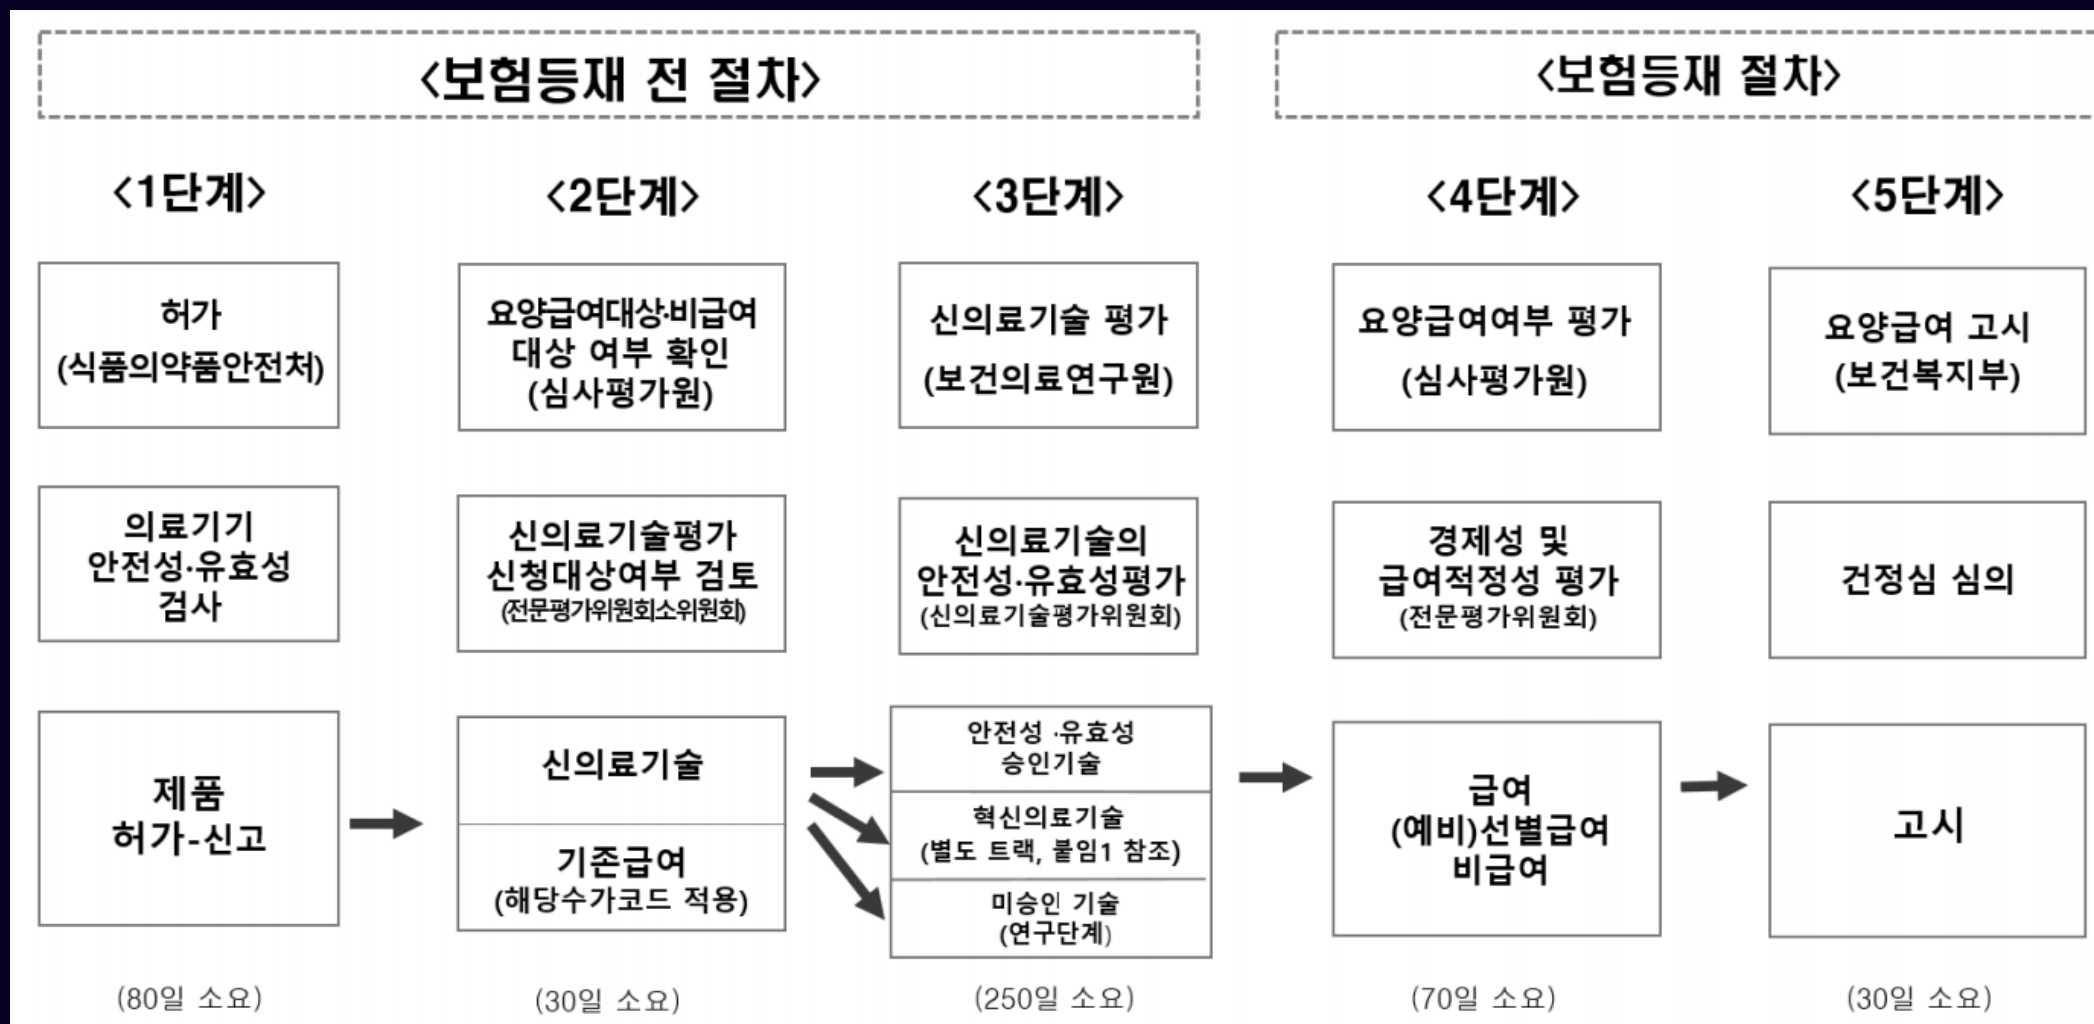 <보험등재 전 절차>
<보험등재 절차>
<1단계>
<2단계>
<3단계>
<4단계>
<5단계>
허가
(식품의약품안전처)
요양급여대상·비급여
대상 여부 확인
(심사평가원)
신의료기술 평가
(보건의료연구원)
요양급여여부 평가
(심사평가원)
요양급여 고시
(보건복지부)
의료기기
안전성·유효성
검사
신의료기술평가
신청대상여부 검토
(전문평가위원회소위원회)
신의료기술의
안전성·유효성평가
(신의료기술평가위원회)
경제성 및
급여적정성 평가
(전문평가위원회)
건정심 심의
제품
허가-신고
신의료기술
기존급여
(해당수가코드 적용)
안전성 ·유효성
승인기술
혁신의료기술
(별도 트랙, 붙임1 참조)
미승인 기술
(연구단계)
급여
(예비)선별급여
비급여
고시
(80일 소요)
(30일 소요)
(250일 소요)
(70일 소요)
(30일 소요)